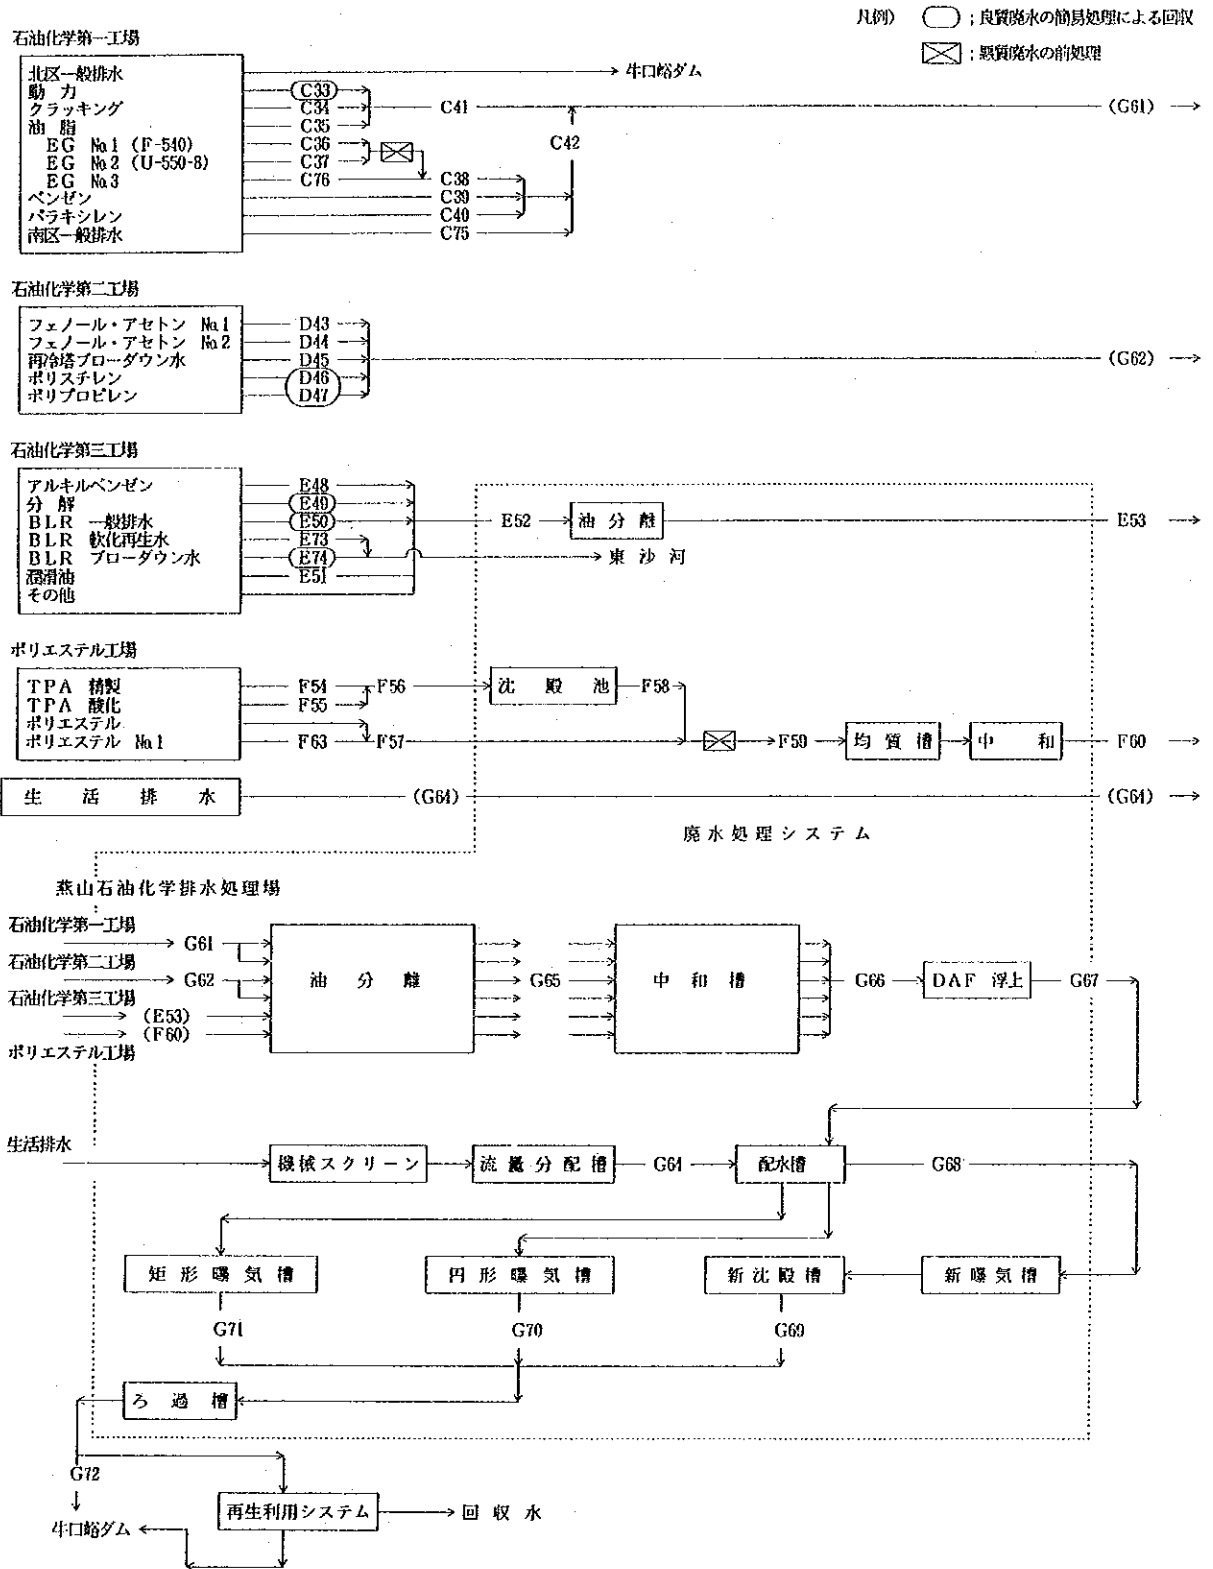 凡例) ；良質廃水の簡易処理による回収
；悪質廃水の前処理
石油化学第一工場
北区一般排水 牛口峪ダム
動 力 C33
クラッキング C34 C41 (G61)
油 脂 C35
EG №1 (F-540) C36 C42
EG №2 (U-550-8) C37
EG №3 C76 C38
ベンゼン C39
パラキシレン C40
南区一般排水 C75
石油化学第二工場
フェノール・アセトン №1 D43
フェノール・アセトン №2 D44
再冷塔ブローダウン水 D45 (G62)
ポリスチレン D46
ポリプロピレン D47
石油化学第三工場
アルキルベンゼン E48
分 解 E49
BLR 一般排水 E50 E52 油 分 離 E53
BLR 軟化再生水 E73
BLR ブローダウン水 E74 東 沙 河
潤滑油 E51
その他
ポリエステル工場
TPA 精製 F54 F56 沈 殿 池 F58
TPA 酸化 F55
ポリエステル
ポリエステル №1 F63 F57 F59 均 質 槽 中 和 F60
生 活 排 水 (G64) (G64)
廃 水 処 理 シ ス テ ム
燕山石油化学排水処理場
石油化学第一工場
G61
石油化学第二工場 油 分 離 G65 中 和 槽
G62 G66 DAF 浮上 G67
石油化学第三工場
(E53)
(F60)
ポリエステル工場
生活排水
機械スクリーン 流 量 分 配 槽 G64 配水槽 G68
矩 形 曝 気 槽 円 形 曝 気 槽 新 沈 殿 槽 新 曝 気 槽
G71 G70 G69
ろ 過 槽
G72
再生利用システム 回 収 水
牛口峪ダム